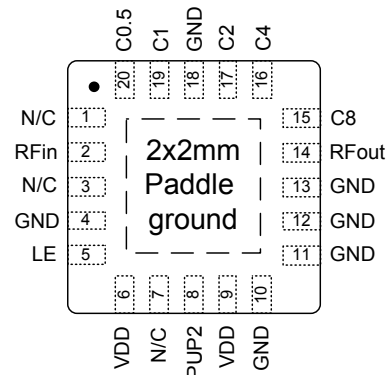 C0.5 C1 GND C2 C4
20 19 18 17 16
N/C 1
RFin 2
N/C 3
GND 4
LE 5
2x2mm
Paddle
ground
15 C8
14 RFout
13 GND
12 GND
11 GND
6 7 8 9 10
VDD N/C PUP2 VDD GND